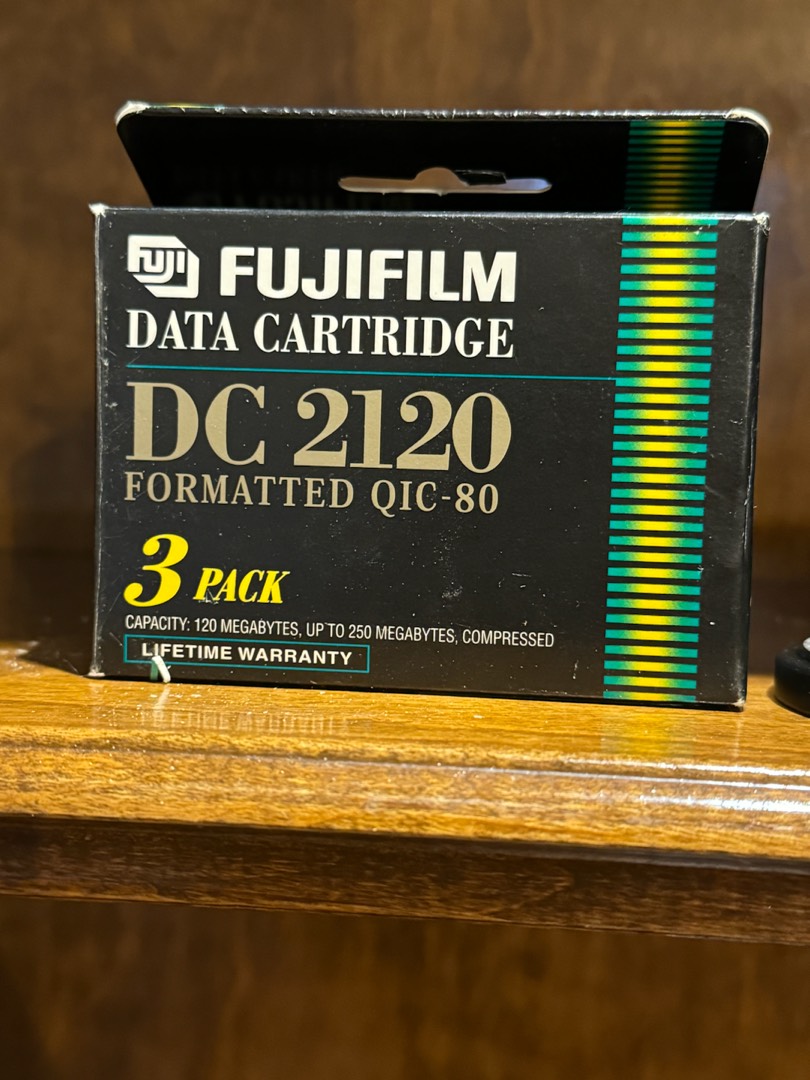 FUJI FUJIFILM
DATA CARTRIDGE
DC 2120
FORMATTED QIC-80
3 PACK
CAPACITY: 120 MEGABYTES, UP TO 250 MEGABYTES, COMPRESSED
LIFETIME WARRANTY